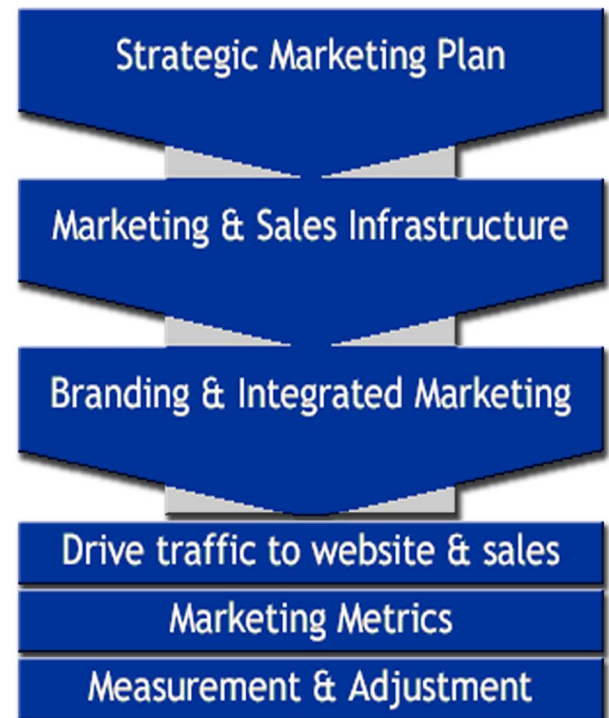 Strategic Marketing Plan
Marketing & Sales Infrastructure
Branding & Integrated Marketing
Drive traffic to website & sales
Marketing Metrics
Measurement & Adjustment